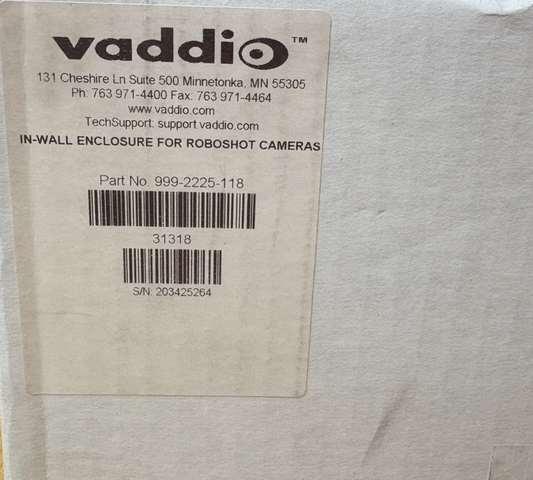 vaddio™
131 Cheshire Ln Suite 500 Minnetonka, MN 55305
Ph: 763 971-4400 Fax: 763 971-4464
www.vaddio.com
TechSupport: support.vaddio.com
IN-WALL ENCLOSURE FOR ROBOSHOT CAMERAS
Part No. 999-2225-118
31318
S/N: 203425264